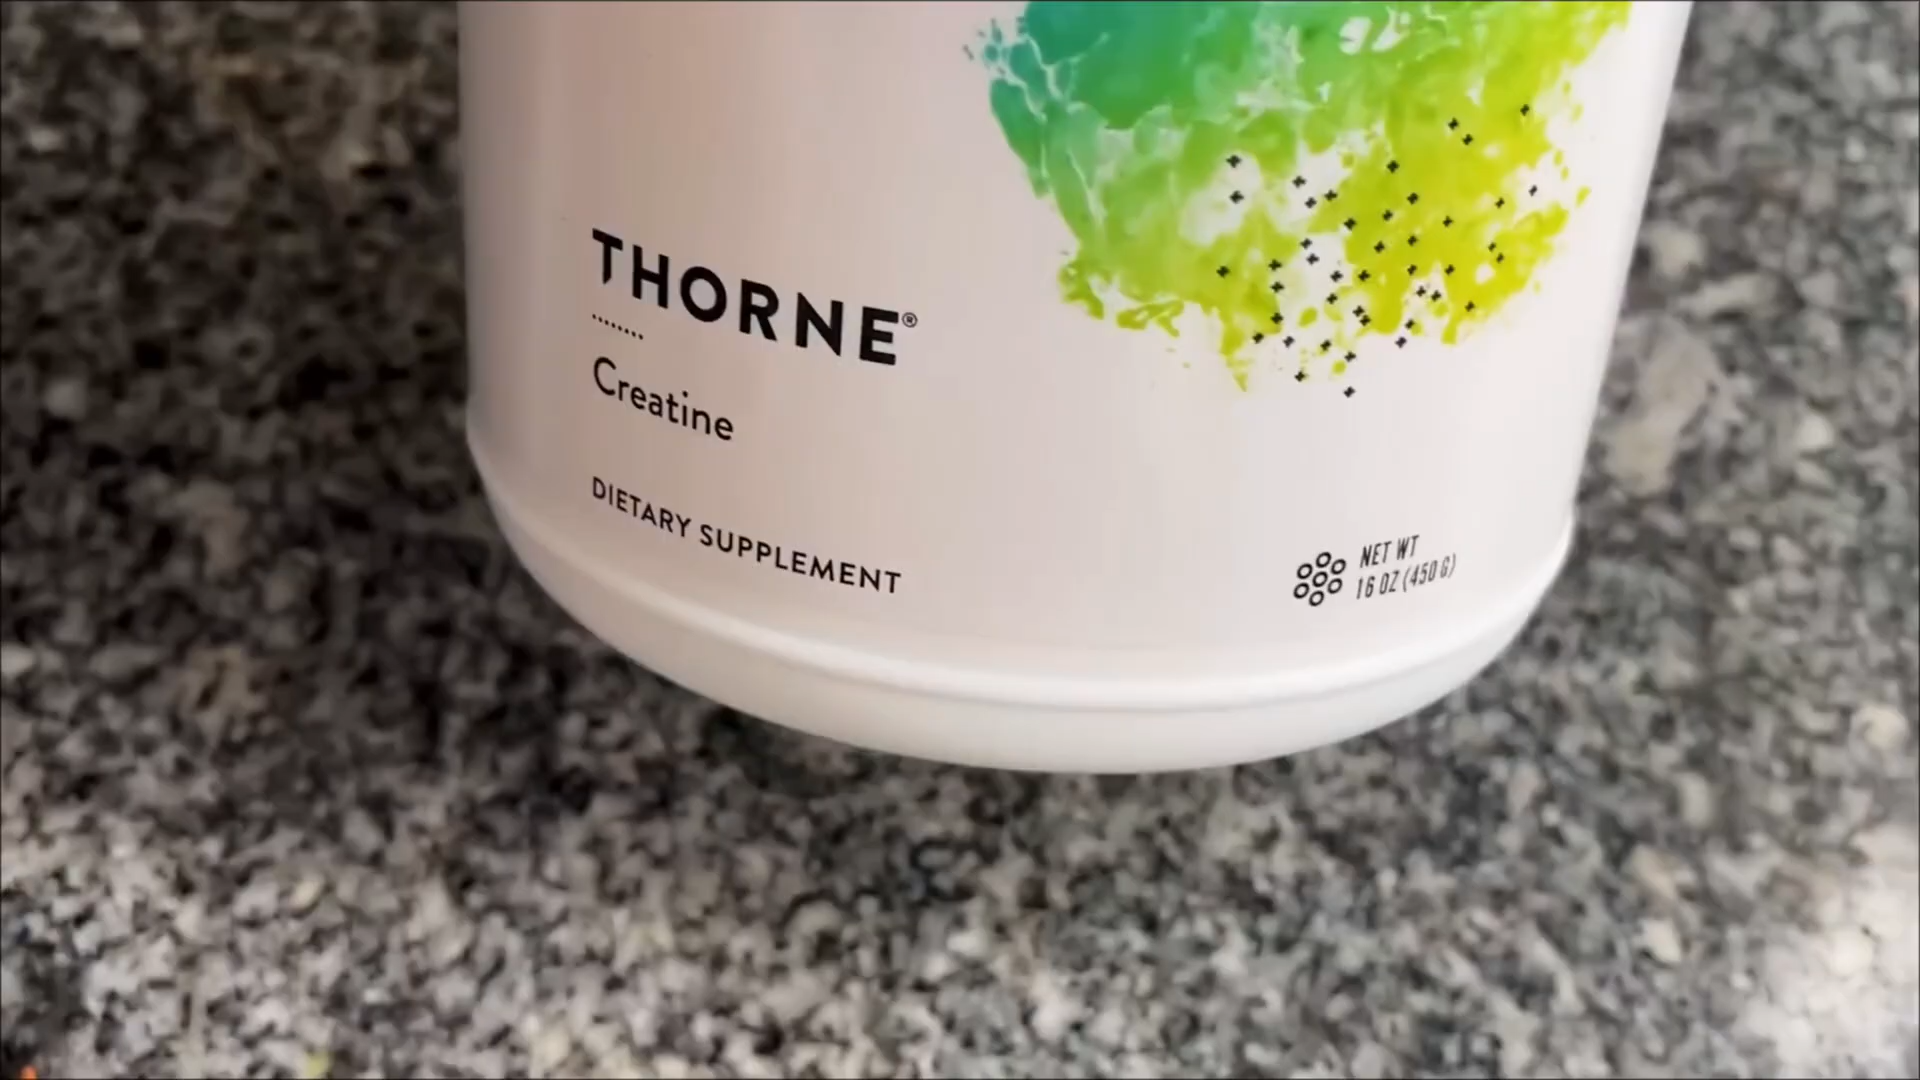 THORNE®
Creatine
DIETARY SUPPLEMENT
NET WT
16 OZ (450 G)